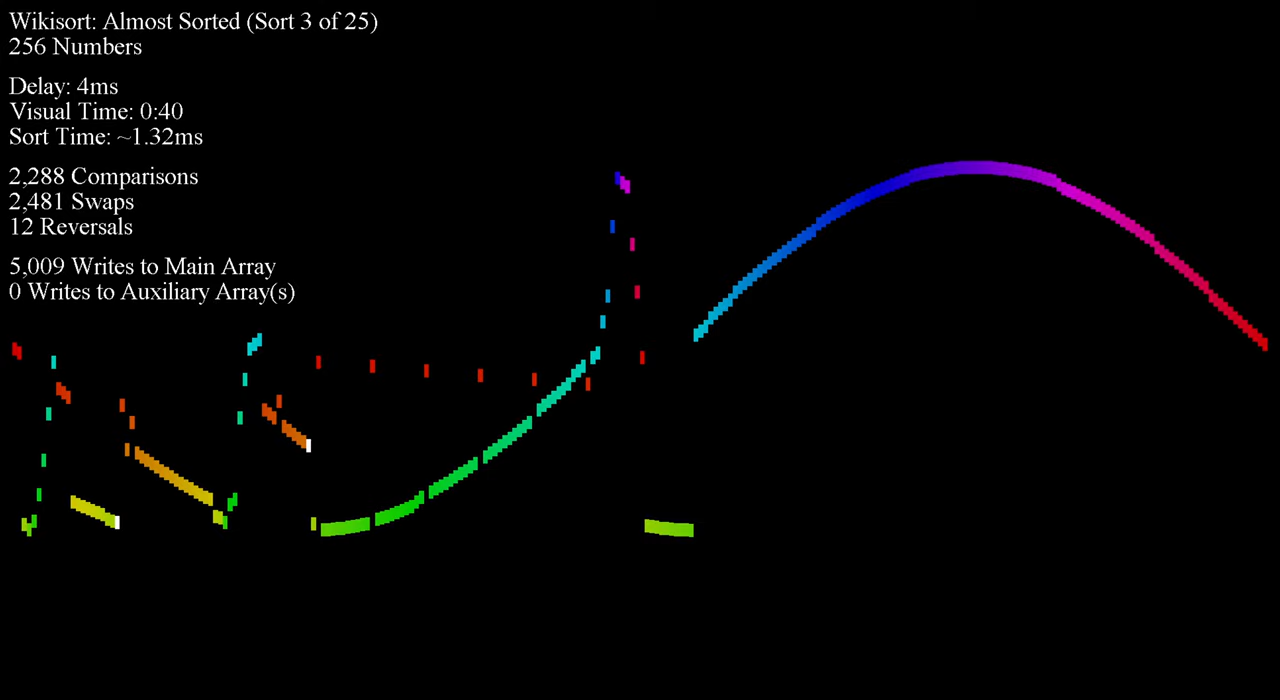 Wikisort: Almost Sorted (Sort 3 of 25)
256 Numbers
Delay: 4ms
Visual Time: 0:40
Sort Time: ~1.32ms
2,288 Comparisons
2,481 Swaps
12 Reversals
5,009 Writes to Main Array
0 Writes to Auxiliary Array(s)